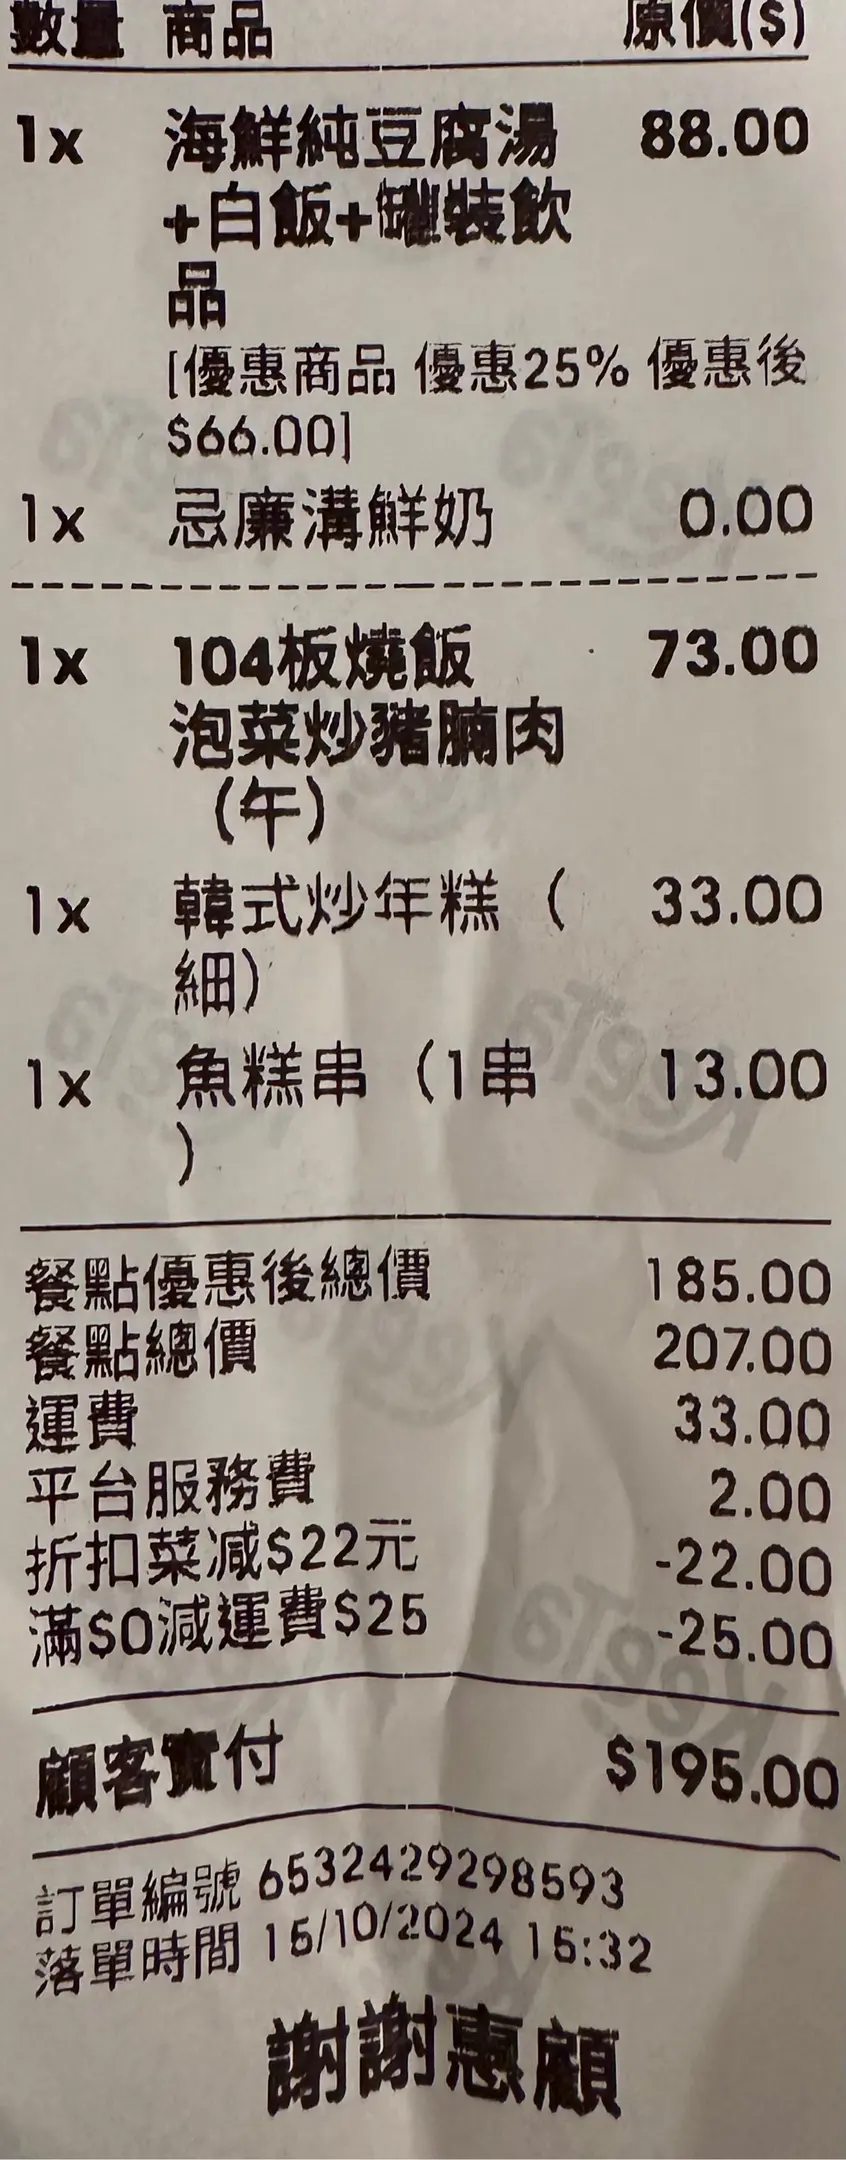 數量 商品 原價($)
1x 海鮮純豆腐湯 88.00
+白飯+罐裝飲
品
[優惠商品 優惠25% 優惠後
$66.00]
1x 忌廉溝鮮奶 0.00
1x 104板燒飯 73.00
泡菜炒豬腩肉
(午)
1x 韓式炒年糕( 33.00
細)
1x 魚糕串(1串 13.00
)
餐點優惠後總價 185.00
餐點總價 207.00
運費 33.00
平台服務費 2.00
折扣菜减$22元 -22.00
滿$0減運費$25 -25.00
顧客實付 $195.00
訂單編號 6532429298593
落單時間 15/10/2024 15:32
謝謝惠顧
KeeTa
KeeTa
KeeTa
KeeTa
KeeTa